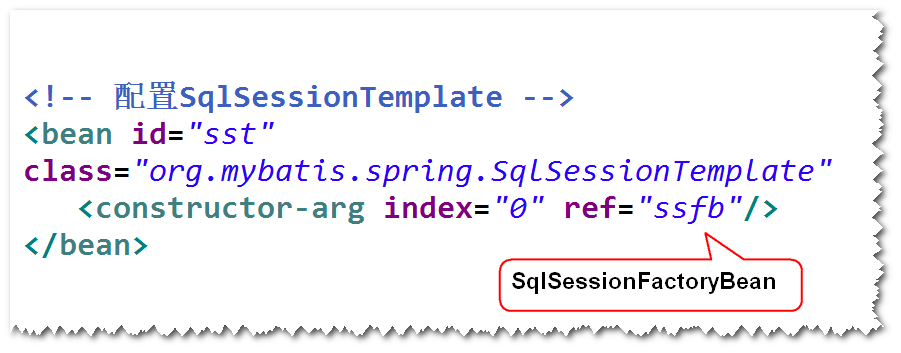 <!-- 配置SqlSessionTemplate -->
<bean id="sst"
class="org.mybatis.spring.SqlSessionTemplate"
<constructor-arg index="0" ref="ssfb"/>
</bean>
SqlSessionFactoryBean